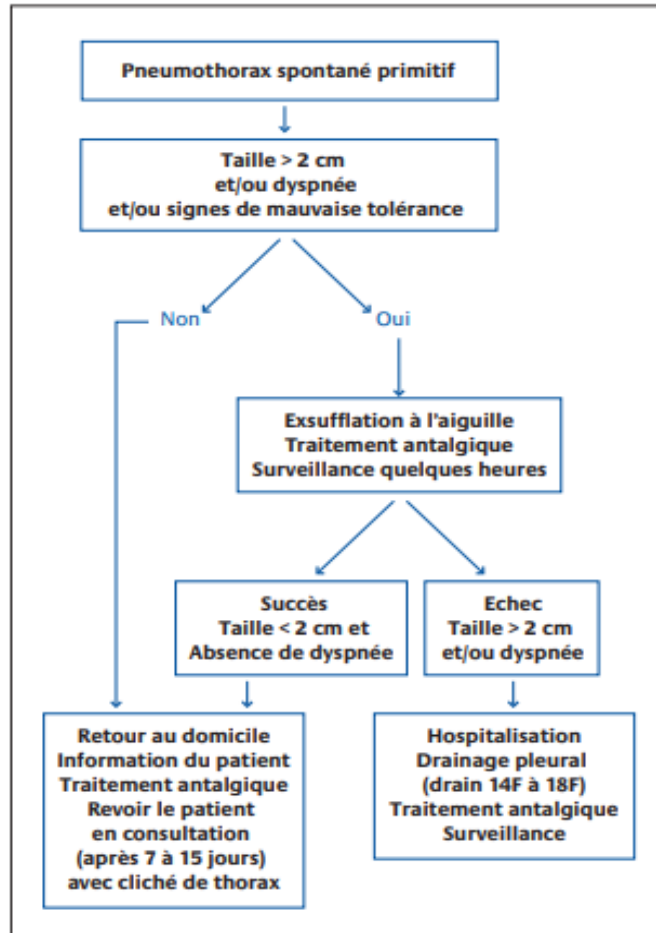 Pneumothorax spontané primitif
Taille > 2 cm
et/ou dyspnée
et/ou signes de mauvaise tolérance
Non
Oui
Exsufflation à l'aiguille
Traitement antalgique
Surveillance quelques heures
Succès
Taille < 2 cm et
Absence de dyspnée
Echec
Taille > 2 cm
et/ou dyspnée
Retour au domicile
Information du patient
Traitement antalgique
Revoir le patient
en consultation
(après 7 à 15 jours)
avec cliché de thorax
Hospitalisation
Drainage pleural
(drain 14F à 18F)
Traitement antalgique
Surveillance